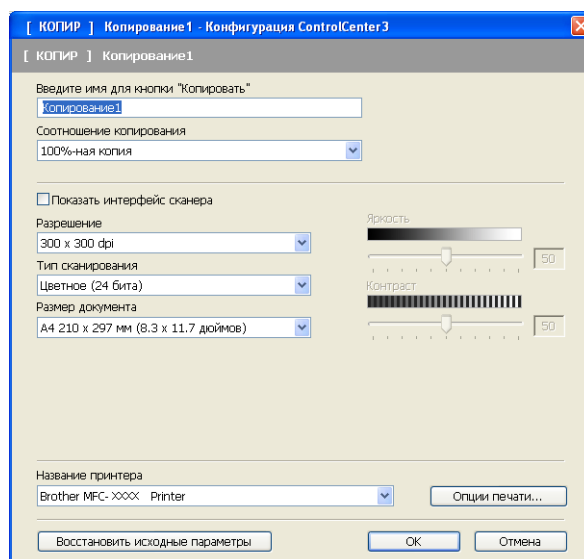 [ КОПИР ] Копирование1 - Конфигурация ControlCenter3
[ КОПИР ] Копирование1
Введите имя для кнопки "Копировать"
Копирование1
Соотношение копирования
100%-ная копия
Показать интерфейс сканера
Разрешение
300 x 300 dpi
Тип сканирования
Цветное (24 бита)
Размер документа
A4 210 x 297 мм (8.3 x 11.7 дюймов)
Яркость
50
Контраст
50
Название принтера
Brother MFC- XXXX Printer
Опции печати...
Восстановить исходные параметры
OK
Отмена